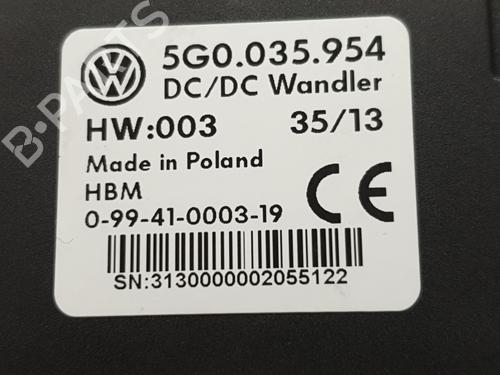 5G0.035.954
DC/DC Wandler
HW:003 35/13
Made in Poland
HBM
0-99-41-0003-19
SN:3130000002055122
B-PARTS